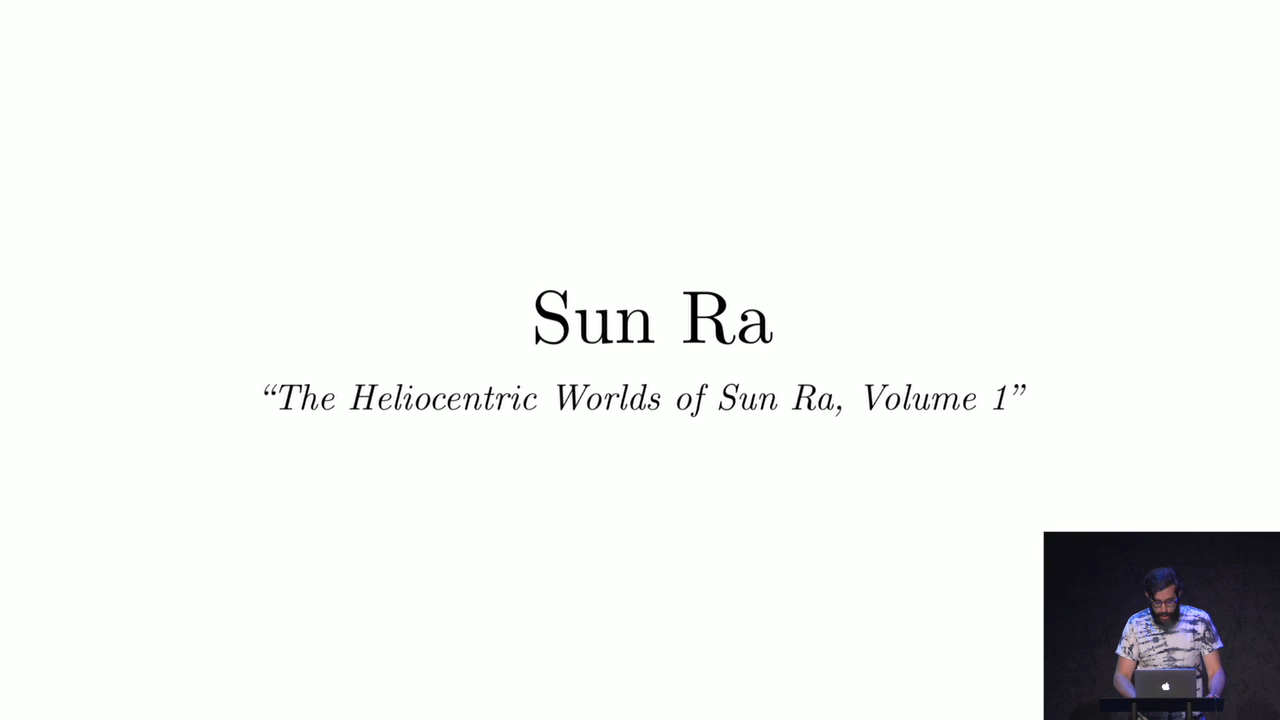 Sun Ra
“The Heliocentric Worlds of Sun Ra, Volume 1”